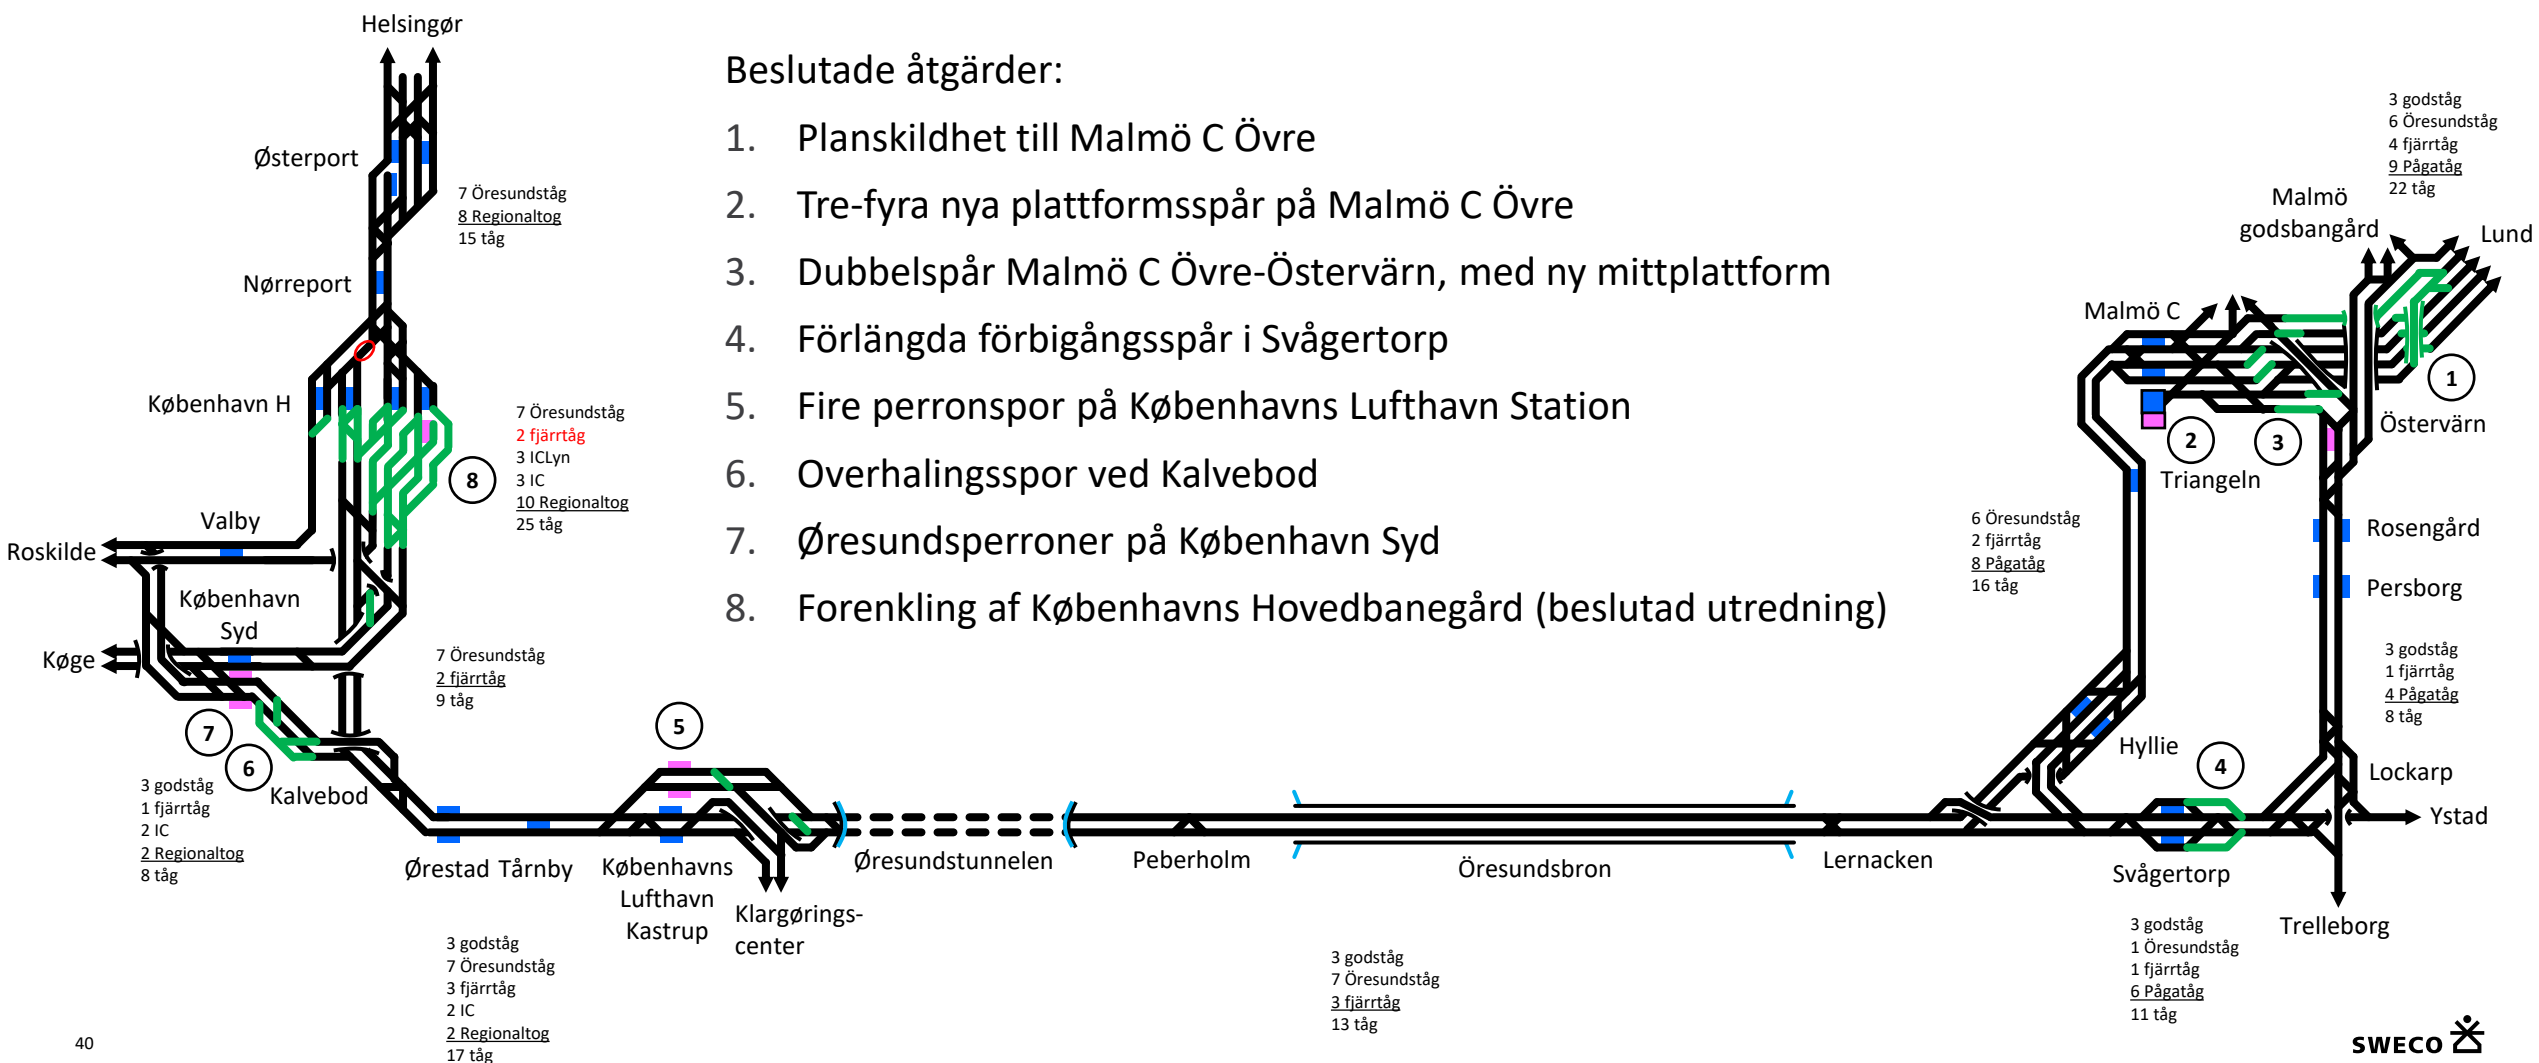 Helsingør
Østerport
7 Öresundståg
8 Regionaltog
15 tåg
Nørreport
København H
7 Öresundståg
2 fjärrtåg
3 ICLyn
3 IC
10 Regionaltog
25 tåg
8
Valby
Roskilde
København
Syd
Køge
7 Öresundståg
2 fjärrtåg
9 tåg
7
6
Kalvebod
3 godståg
1 fjärrtåg
2 IC
2 Regionaltog
8 tåg
Beslutade åtgärder:
1. Planskildhet till Malmö C Övre
2. Tre-fyra nya plattformsspår på Malmö C Övre
3. Dubbelspår Malmö C Övre-Östervärn, med ny mittplattform
4. Förlängda förbigångsspår i Svågertorp
5. Fire perronspor på Københavns Lufthavn Station
6. Overhalingsspor ved Kalvebod
7. Øresundsperroner på København Syd
8. Forenkling af Københavns Hovedbanegård (beslutad utredning)
5
Ørestad
Tårnby
Københavns
Lufthavn
Kastrup
Klargørings-
center
3 godståg
7 Öresundståg
3 fjärrtåg
2 IC
2 Regionaltog
17 tåg
Øresundstunnelen
Peberholm
Öresundsbron
3 godståg
7 Öresundståg
3 fjärrtåg
13 tåg
Lernacken
3 godståg
6 Öresundståg
4 fjärrtåg
9 Pågatåg
22 tåg
Malmö
godsbangård
Lund
Malmö C
1
Östervärn
2
3
Triangeln
6 Öresundståg
2 fjärrtåg
8 Pågatåg
16 tåg
Rosengård
Persborg
3 godståg
1 fjärrtåg
4 Pågatåg
8 tåg
Hyllie
4
Lockarp
Ystad
Svågertorp
Trelleborg
3 godståg
1 Öresundståg
1 fjärrtåg
6 Pågatåg
11 tåg
40
SWECO